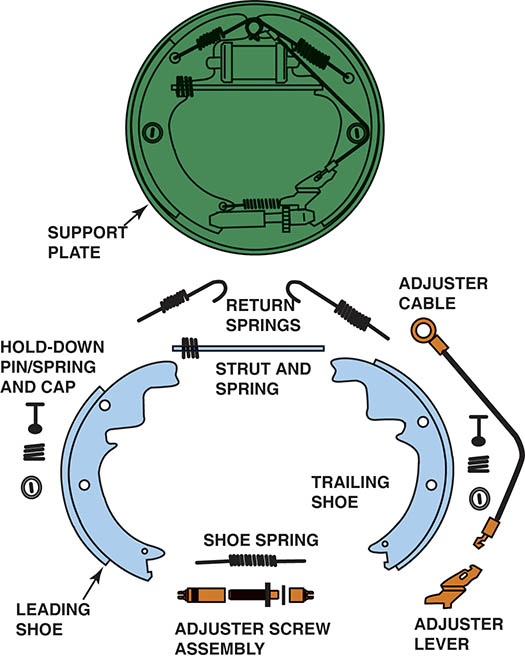 SUPPORT
PLATE
ADJUSTER
CABLE
RETURN
SPRINGS
HOLD-DOWN
PIN/SPRING
AND CAP
STRUT AND
SPRING
TRAILING
SHOE
SHOE SPRING
LEADING
SHOE
ADJUSTER SCREW
ASSEMBLY
ADJUSTER
LEVER